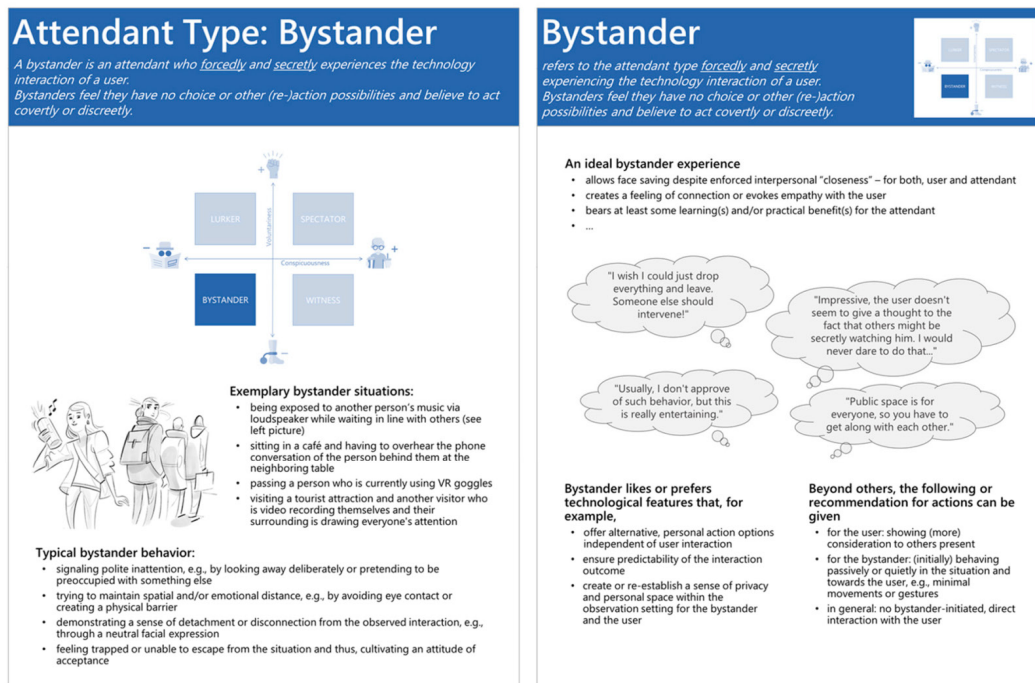 Attendant Type: Bystander
A bystander is an attendant who forcedly and secretly experiences the technology
interaction of a user.
Bystanders feel they have no choice or other (re-)action possibilities and believe to act
covertly or discreetly.
+
LURKER
SPECTATOR
Voluntariness
-
+
Conspicuousness
BYSTANDER
WITNESS
-
Exemplary bystander situations:
• being exposed to another person's music via
loudspeaker while waiting in line with others (see
left picture)
• sitting in a café and having to overhear the phone
conversation of the person behind them at the
neighboring table
• passing a person who is currently using VR goggles
• visiting a tourist attraction and another visitor who
is video recording themselves and their
surrounding is drawing everyone's attention
Typical bystander behavior:
• signaling polite inattention, e.g., by looking away deliberately or pretending to be
preoccupied with something else
• trying to maintain spatial and/or emotional distance, e.g., by avoiding eye contact or
creating a physical barrier
• demonstrating a sense of detachment or disconnection from the observed interaction, e.g.,
through a neutral facial expression
• feeling trapped or unable to escape from the situation and thus, cultivating an attitude of
acceptance
Bystander
refers to the attendant type forcedly and secretly
experiencing the technology interaction of a user.
Bystanders feel they have no choice or other (re-)action
possibilities and believe to act covertly or discreetly.
BYSTANDER
An ideal bystander experience
• allows face saving despite enforced interpersonal "closeness" – for both, user and attendant
• creates a feeling of connection or evokes empathy with the user
• bears at least some learning(s) and/or practical benefit(s) for the attendant
• ...
"I wish I could just drop
everything and leave.
Someone else should
intervene!"
"Impressive, the user doesn't
seem to give a thought to the
fact that others might be
secretly watching him. I would
never dare to do that..."
"Usually, I don't approve
of such behavior, but this
is really entertaining."
"Public space is for
everyone, so you have to
get along with each other."
Bystander likes or prefers
technological features that, for
example,
• offer alternative, personal action options
independent of user interaction
• ensure predictability of the interaction
outcome
• create or re-establish a sense of privacy
and personal space within the
observation setting for the bystander
and the user
Beyond others, the following or
recommendation for actions can be
given
• for the user: showing (more)
consideration to others present
• for the bystander: (initially) behaving
passively or quietly in the situation and
towards the user, e.g., minimal
movements or gestures
• in general: no bystander-initiated, direct
interaction with the user